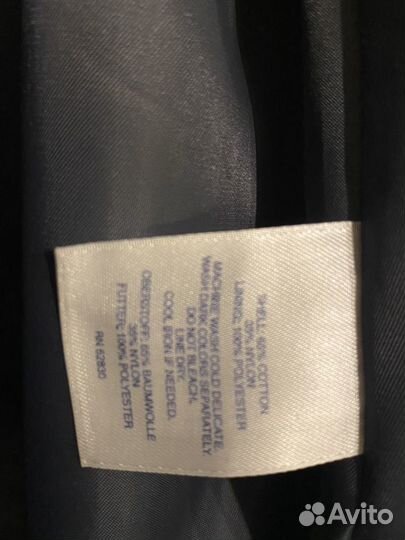 SHELL: 65% COTTON
35% NYLON
LINING: 100% POLYESTER
MACHINE WASH COLD DELICATE.
WASH DARK COLORS SEPARATELY
DO NOT BLEACH.
LINE DRY.
COOL IRON IF NEEDED.
OBERSTOFF: 65% BAUMWOLLE
35% NYLON
FUTTER: 100% POLYESTER
RN 62830
Avito